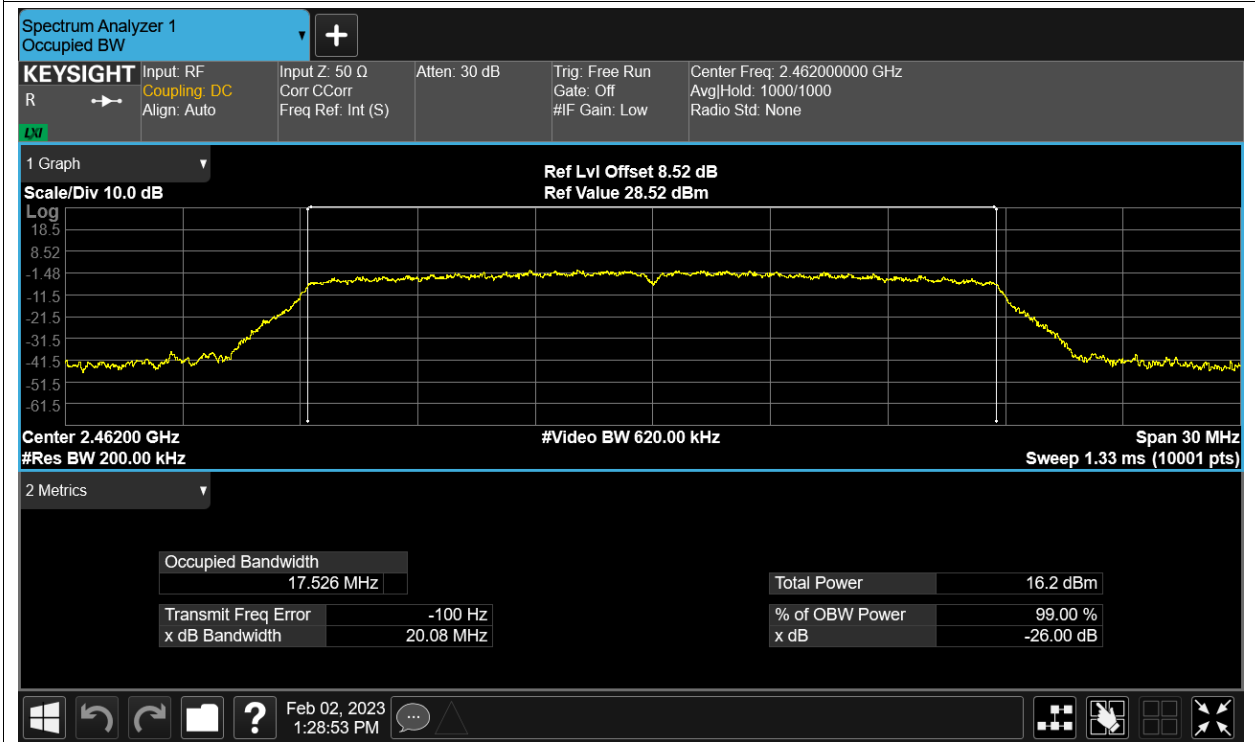 Spectrum Analyzer 1
Occupied BW
KEYSIGHT
R
LXI
Input: RF
Coupling: DC
Align: Auto
Input Z: 50 Ω
Corr CCorr
Freq Ref: Int (S)
Atten: 30 dB
Trig: Free Run
Gate: Off
#IF Gain: Low
Center Freq: 2.462000000 GHz
Avg|Hold: 1000/1000
Radio Std: None
1 Graph
Scale/Div 10.0 dB
Ref Lvl Offset 8.52 dB
Ref Value 28.52 dBm
Log
18.5
8.52
-1.48
-11.5
-21.5
-31.5
-41.5
-51.5
-61.5
Center 2.46200 GHz
#Res BW 200.00 kHz
#Video BW 620.00 kHz
Span 30 MHz
Sweep 1.33 ms (10001 pts)
2 Metrics
Occupied Bandwidth
17.526 MHz
Transmit Freq Error -100 Hz
x dB Bandwidth 20.08 MHz
Total Power 16.2 dBm
% of OBW Power 99.00 %
x dB -26.00 dB
?
Feb 02, 2023
1:28:53 PM